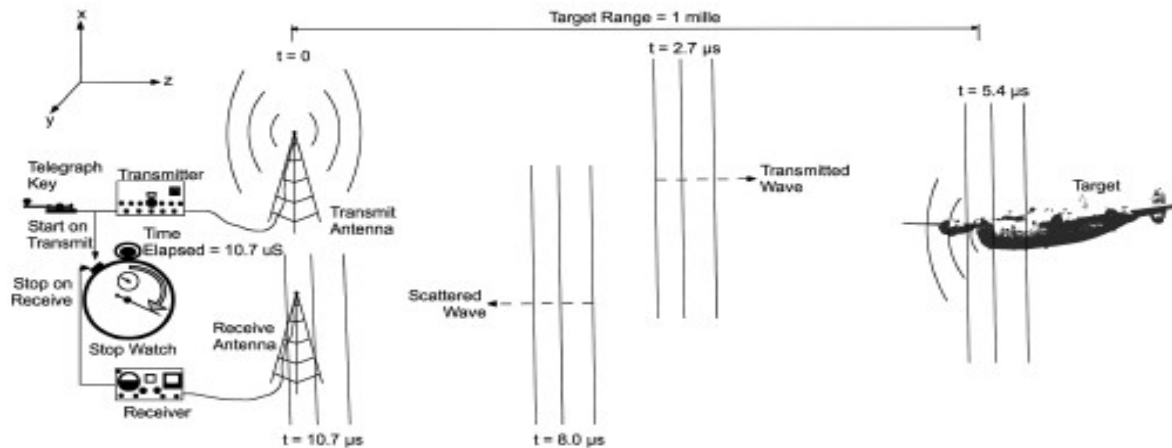 Target Range = 1 mille
x
z
y
t = 0
t = 2.7 µs
t = 5.4 µs
Telegraph
Key
Transmitter
Start on
Transmit
Transmit
Antenna
Transmitted
Wave
Target
Time
Elapsed = 10.7 uS
Stop on
Receive
Stop Watch
Scattered
Wave
Receive
Antenna
Receiver
t = 10.7 µs
t = 8.0 µs